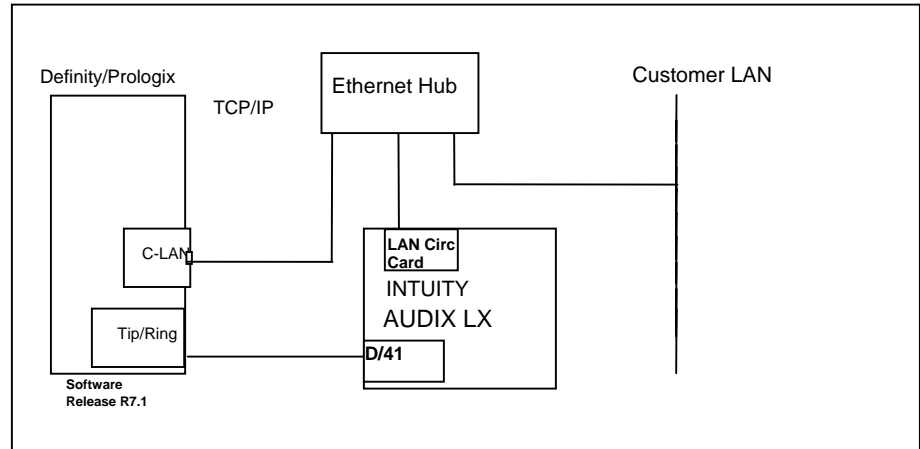 Definity/Prologix
TCP/IP
Ethernet Hub
Customer LAN
C-LAN
LAN Circ
Card
INTUITY
AUDIX LX
Tip/Ring
D/41
Software
Release R7.1